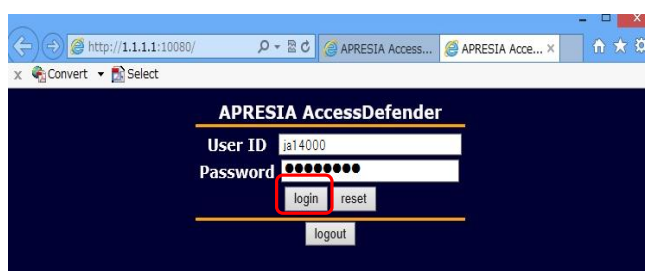 http://1.1.1.1:10080/
APRESIA Access...
APRESIA Acce... ×
x Convert Select
APRESIA AccessDefender
User ID ja14000
Password ●●●●●●●●
login reset
logout